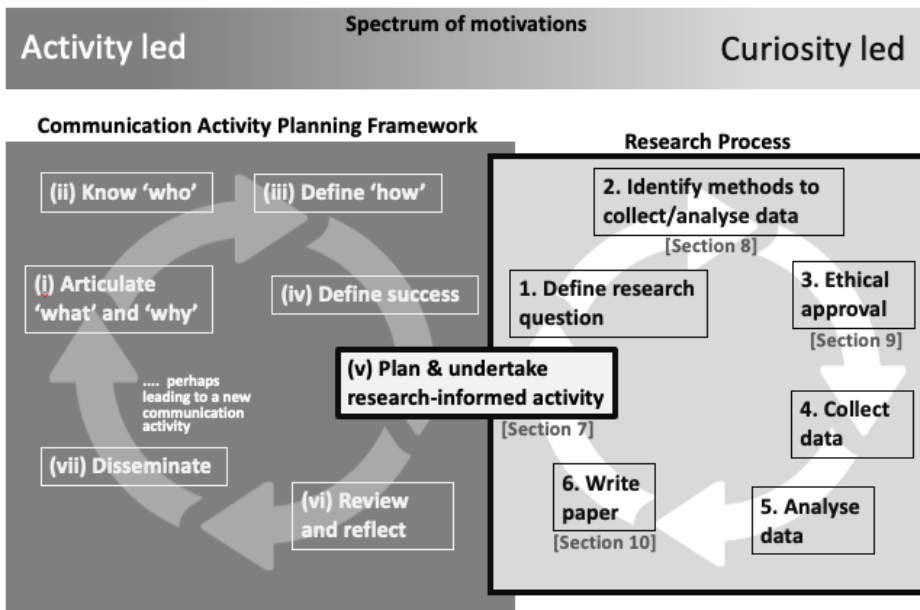 Spectrum of motivations
Activity led
Curiosity led
Communication Activity Planning Framework
Research Process
(ii) Know ‘who’
(iii) Define ‘how’
(i) Articulate
‘what’ and ‘why’
(iv) Define success
(v) Plan & undertake
research-informed activity
[Section 7]
.... perhaps
leading to a new
communication
activity
(vii) Disseminate
(vi) Review
and reflect
2. Identify methods to
collect/analyse data
[Section 8]
1. Define research
question
3. Ethical
approval
[Section 9]
4. Collect
data
6. Write
paper
[Section 10]
5. Analyse
data